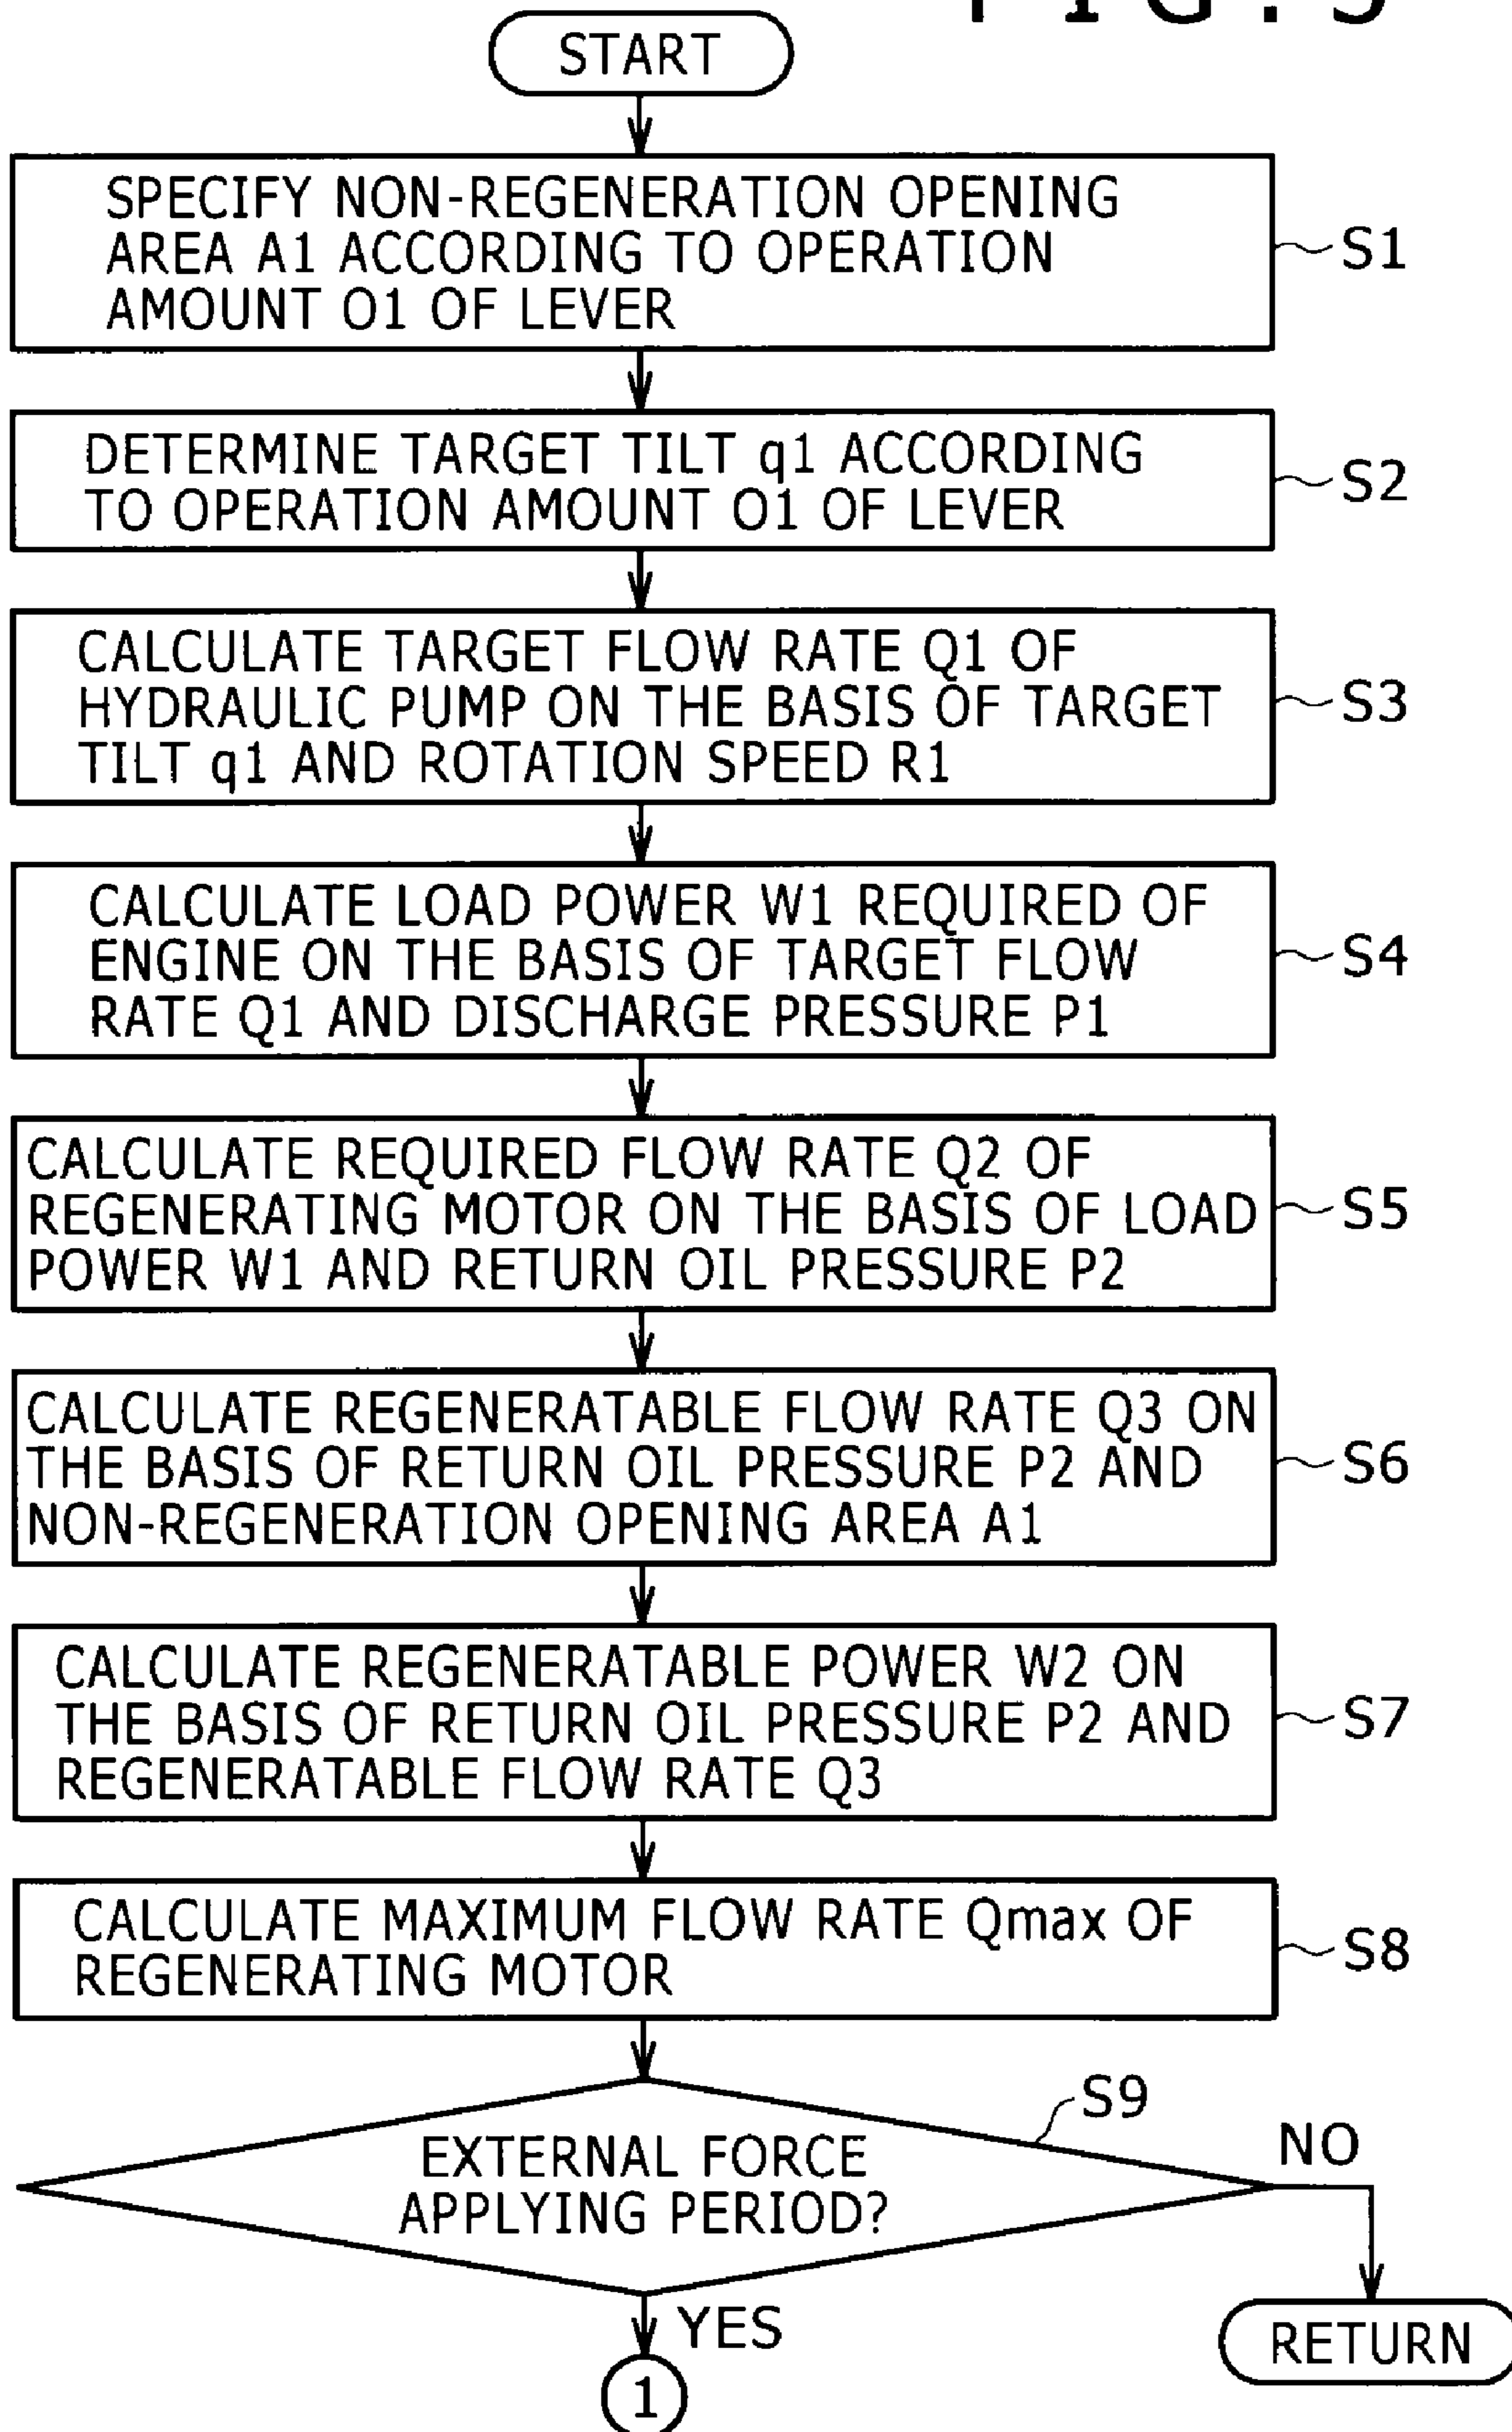 START
SPECIFY NON-REGENERATION OPENING
AREA A1 ACCORDING TO OPERATION
AMOUNT O1 OF LEVER
S1
DETERMINE TARGET TILT q1 ACCORDING
TO OPERATION AMOUNT O1 OF LEVER
S2
CALCULATE TARGET FLOW RATE Q1 OF
HYDRAULIC PUMP ON THE BASIS OF TARGET
TILT q1 AND ROTATION SPEED R1
S3
CALCULATE LOAD POWER W1 REQUIRED OF
ENGINE ON THE BASIS OF TARGET FLOW
RATE Q1 AND DISCHARGE PRESSURE P1
S4
CALCULATE REQUIRED FLOW RATE Q2 OF
REGENERATING MOTOR ON THE BASIS OF LOAD
POWER W1 AND RETURN OIL PRESSURE P2
S5
CALCULATE REGENERATABLE FLOW RATE Q3 ON
THE BASIS OF RETURN OIL PRESSURE P2 AND
NON-REGENERATION OPENING AREA A1
S6
CALCULATE REGENERATABLE POWER W2 ON
THE BASIS OF RETURN OIL PRESSURE P2 AND
REGENERATABLE FLOW RATE Q3
S7
CALCULATE MAXIMUM FLOW RATE Qmax OF
REGENERATING MOTOR
S8
S9
EXTERNAL FORCE
APPLYING PERIOD?
NO
YES
RETURN
1